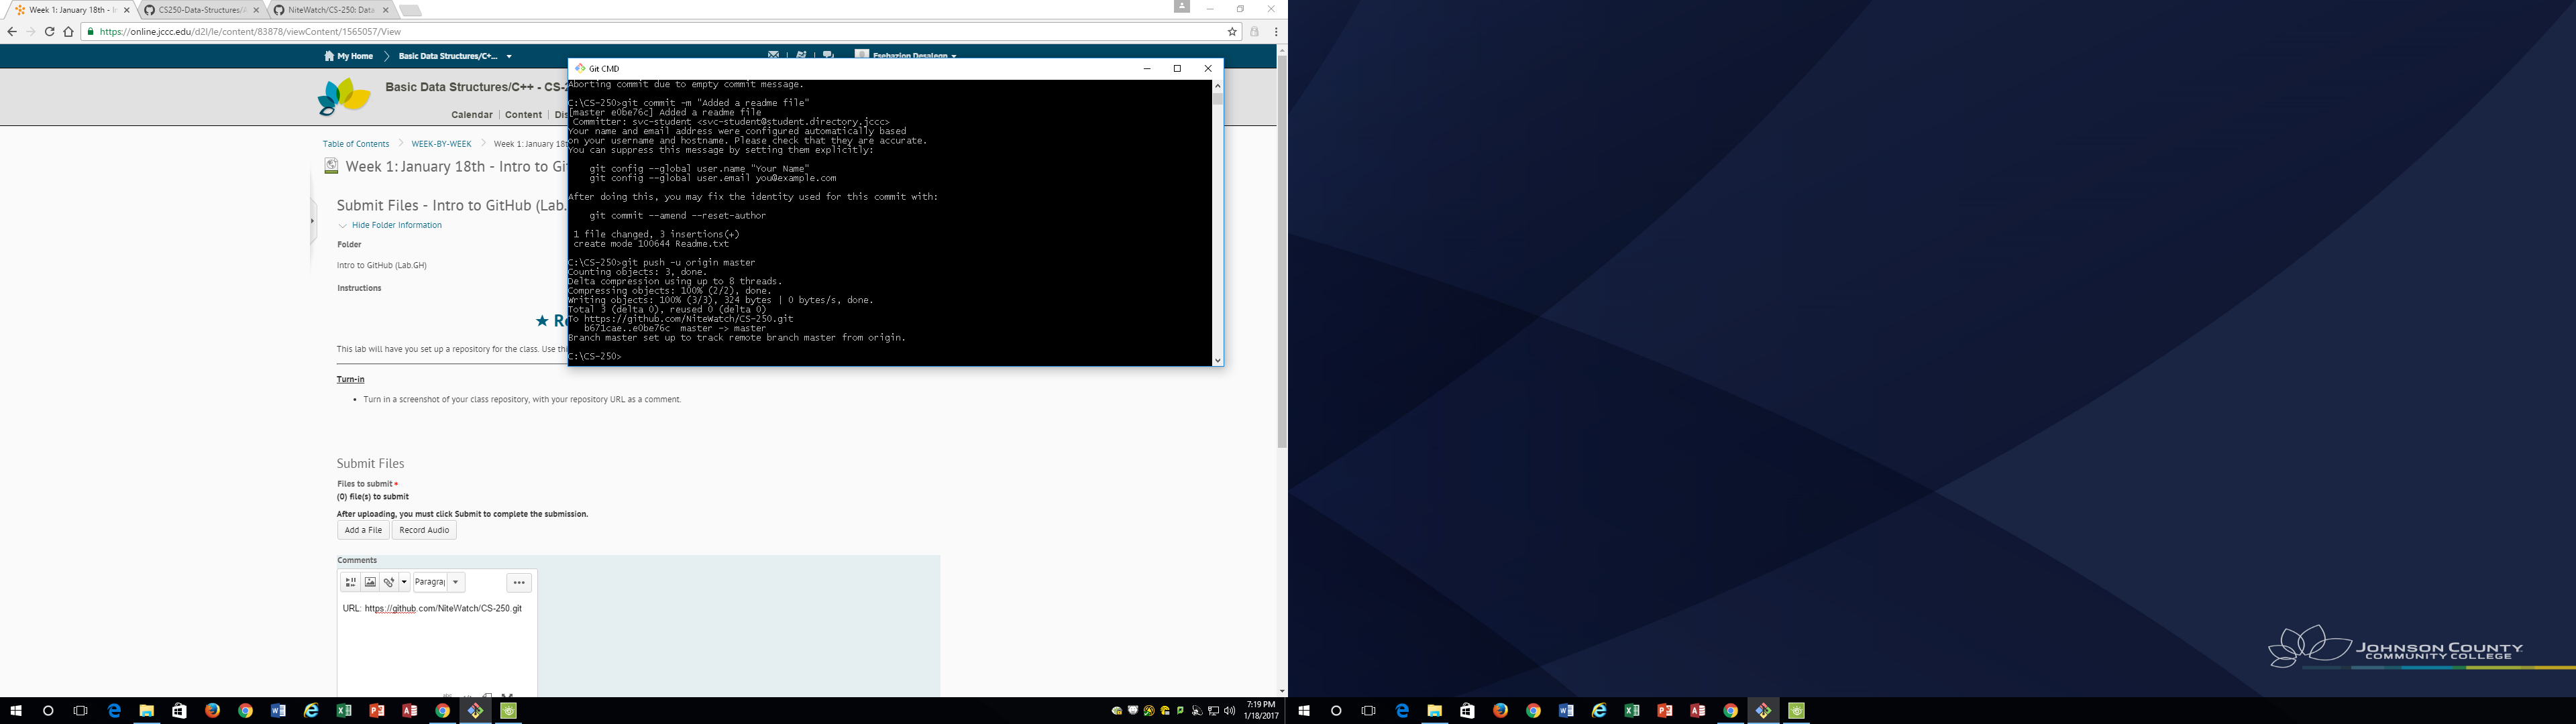 Week 1: January 18th - In
CS250-Data-Structures/A
NiteWatch/CS-250: Data
https://online.jccc.edu/d2l/le/content/83878/viewContent/1565057/View
My Home
Basic Data Structures/C++...
Esebazion Desalegn
Basic Data Structures/C++ - CS-2
Calendar
Content
Dis
Table of Contents
WEEK-BY-WEEK
Week 1: January 18t
Week 1: January 18th - Intro to Git
Submit Files - Intro to GitHub (Lab.
Hide Folder Information
Folder
Intro to GitHub (Lab.GH)
Instructions
★ R
This lab will have you set up a repository for the class. Use th
Turn-in
• Turn in a screenshot of your class repository, with your repository URL as a comment.
Submit Files
Files to submit *
(0) file(s) to submit
After uploading, you must click Submit to complete the submission.
Add a File
Record Audio
Comments
Paragraph
URL: https://github.com/NiteWatch/CS-250.git
Git CMD
Aborting commit due to empty commit message.
C:\CS-250>git commit -m "Added a readme file"
[master e0be76c] Added a readme file
Committer: svc-student <svc-student@student.directory.jccc>
Your name and email address were configured automatically based
on your username and hostname. Please check that they are accurate.
You can suppress this message by setting them explicitly:
git config --global user.name "Your Name"
git config --global user.email you@example.com
After doing this, you may fix the identity used for this commit with:
git commit --amend --reset-author
1 file changed, 3 insertions(+)
create mode 100644 Readme.txt
C:\CS-250>git push -u origin master
Counting objects: 3, done.
Delta compression using up to 8 threads.
Compressing objects: 100% (2/2), done.
Writing objects: 100% (3/3), 324 bytes | 0 bytes/s, done.
Total 3 (delta 0), reused 0 (delta 0)
To https://github.com/NiteWatch/CS-250.git
b671cae..e0be76c  master -> master
Branch master set up to track remote branch master from origin.
C:\CS-250>
7:19 PM
1/18/2017
JOHNSON COUNTY
COMMUNITY COLLEGE